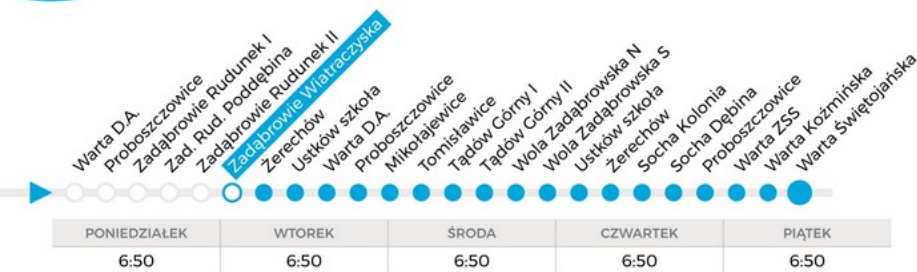 Warta D.A.
Proboszczowice
Zadąbrowie Rudunek I
Zad. Rud. Poddębina
Zadąbrowie Rudunek II
Zadąbrowie Wiatraczyska
Żerechów
Ustków szkoła
Warta D.A.
Proboszczowice
Mikołajewice
Tomisławice
Tądów Górny I
Tądów Górny II
Wola Zadąbrowska N
Wola Zadąbrowska S
Ustków szkoła
Żerechów
Socha Kolonia
Socha Dębina
Proboszczowice
Warta ZSS
Warta Koźmińska
Warta Świętojańska
PONIEDZIAŁEK WTOREK ŚRODA CZWARTEK PIĄTEK
6:50 6:50 6:50 6:50 6:50